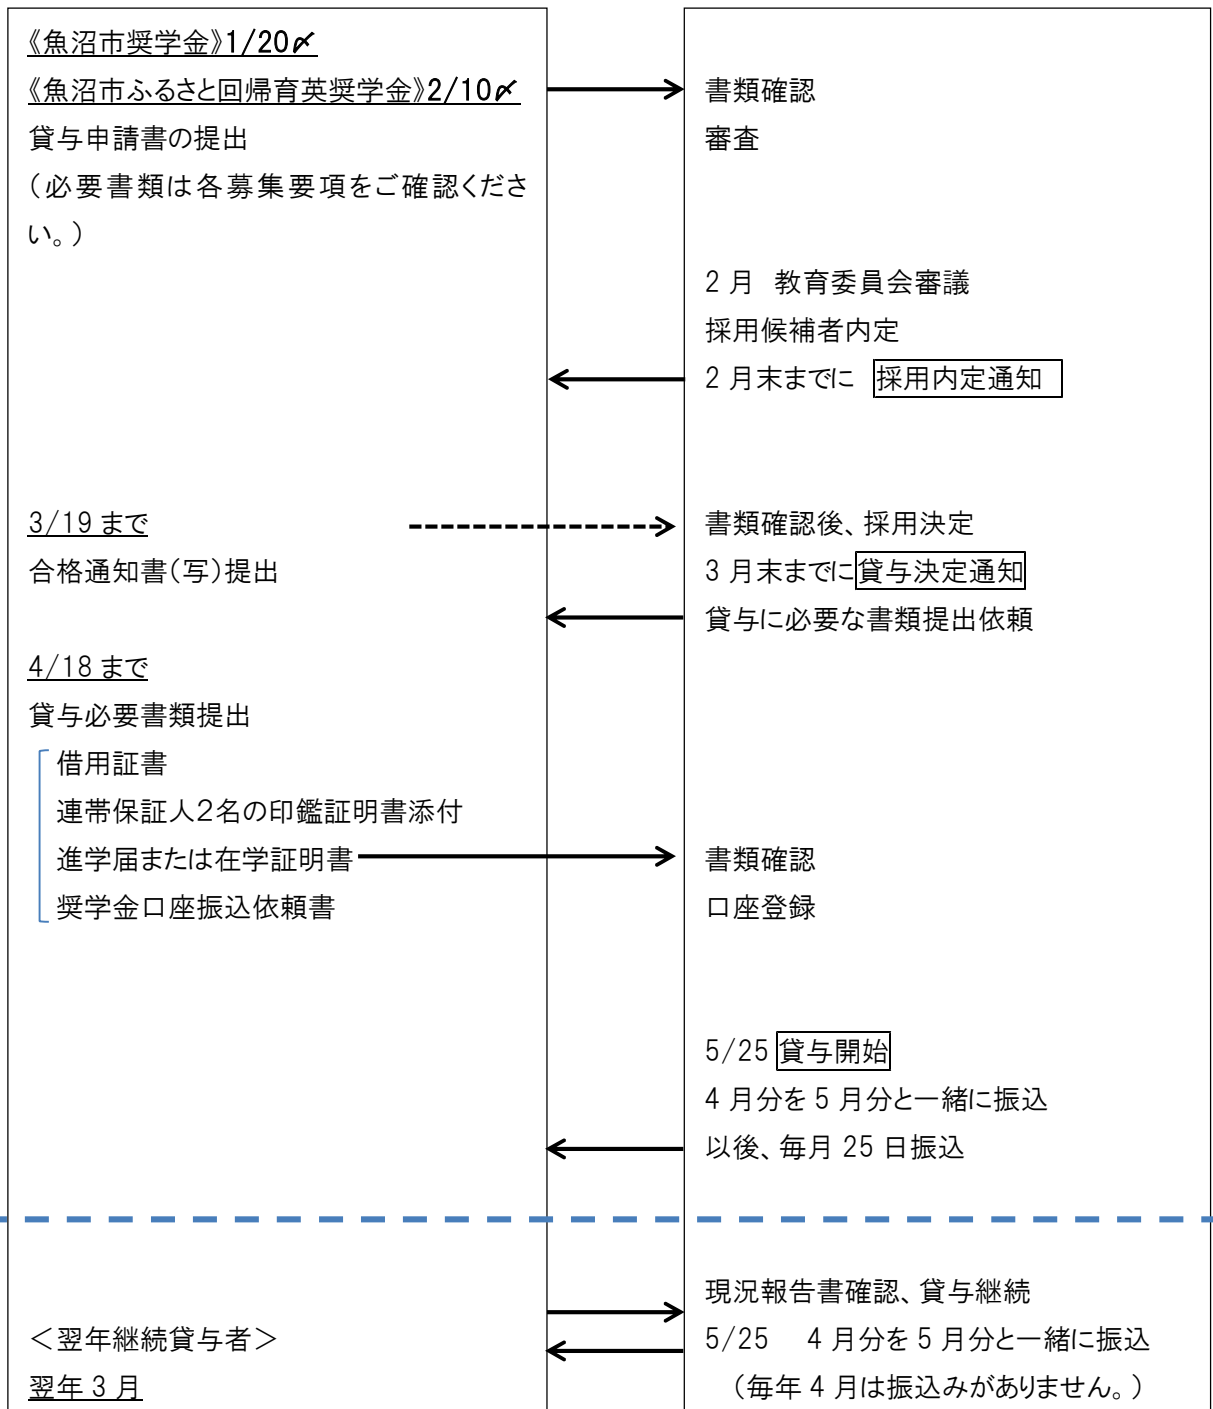 《魚沼市奨学金》1/20〆
《魚沼市ふるさと回帰育英奨学金》2/10〆
貸与申請書の提出
（必要書類は各募集要項をご確認くださ
い。）
書類確認
審査
2月 教育委員会審議
採用候補者内定
2月末までに 採用内定通知
3/19まで
合格通知書（写）提出
書類確認後、採用決定
3月末までに貸与決定通知
貸与に必要な書類提出依頼
4/18まで
貸与必要書類提出
借用証書
連帯保証人2名の印鑑証明書添付
進学届または在学証明書
奨学金口座振込依頼書
書類確認
口座登録
5/25 貸与開始
4月分を5月分と一緒に振込
以後、毎月25日振込
＜翌年継続貸与者＞
翌年3月
現況報告書確認、貸与継続
5/25 4月分を5月分と一緒に振込
（毎年4月は振込みがありません。）